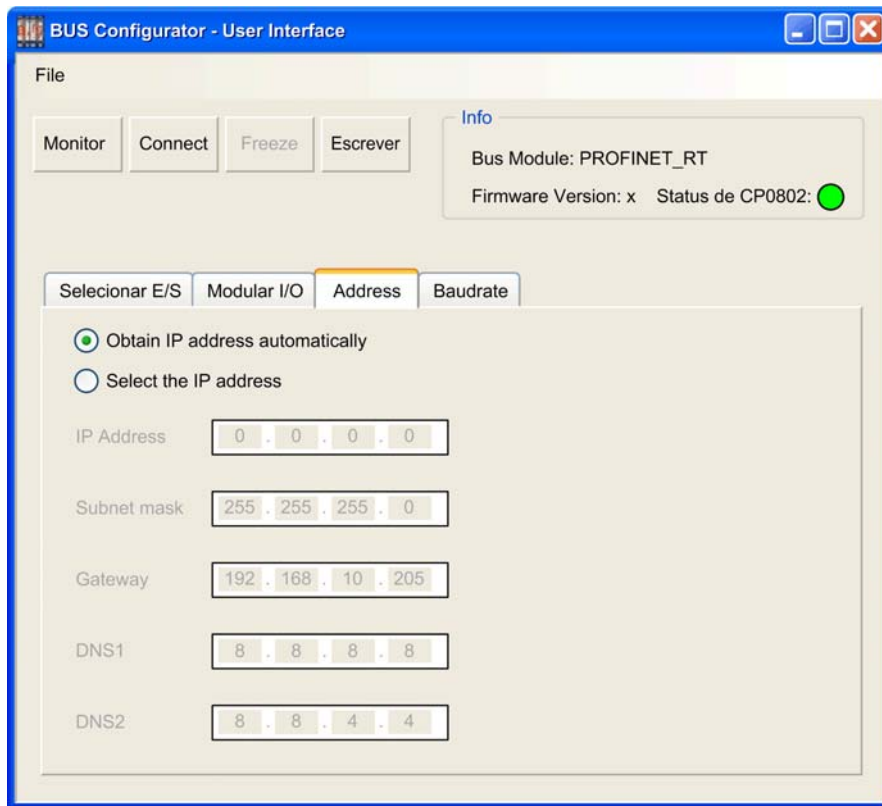 BUS Configurator - User Interface
File
Monitor Connect Freeze Escrever
Info
Bus Module: PROFINET_RT
Firmware Version: x Status de CP0802:
Selecionar E/S Modular I/O Address Baudrate
Obtain IP address automatically
Select the IP address
IP Address 0 . 0 . 0 . 0
Subnet mask 255 . 255 . 255 . 0
Gateway 192 . 168 . 10 . 205
DNS1 8 . 8 . 8 . 8
DNS2 8 . 8 . 4 . 4